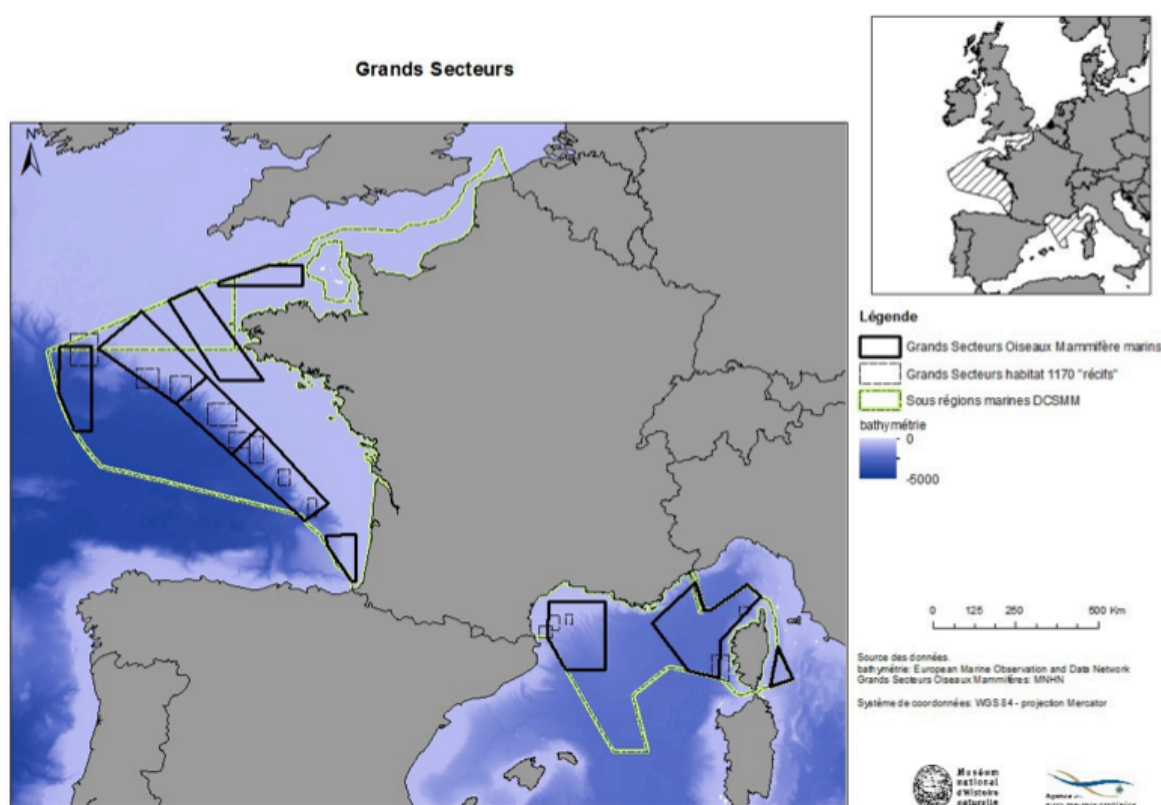 Grands Secteurs
N
Légende
Grands Secteurs Oiseaux Mammifère marins
Grands Secteurs habitat 1170 "récifs"
Sous régions marines DCSMM
bathymétrie
0
-5000
0 125 250 500 Km
Source des données.
bathymétrie: European Marine Observation and Data Network
Grands Secteurs Oiseaux Mammifères: MNHN
Système de coordonnées: WGS 84 - projection Mercator
Muséum
national
d'Histoire
naturelle
Agence